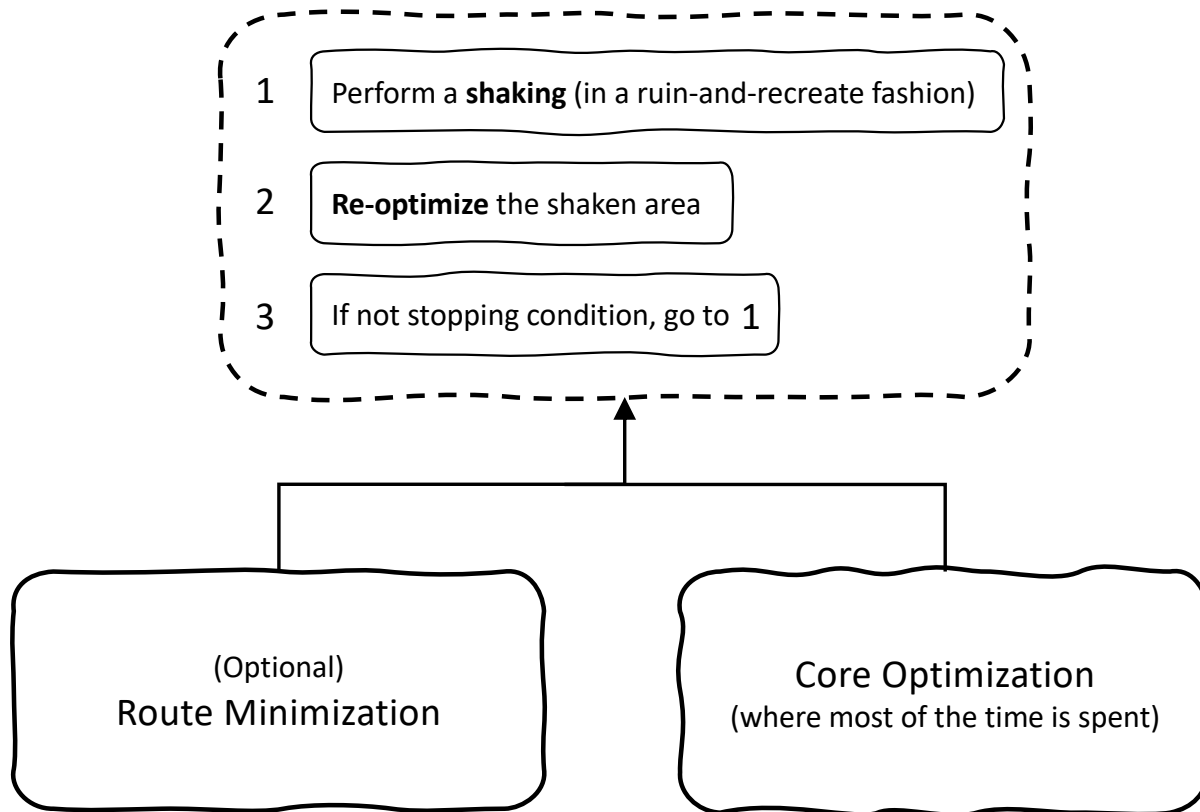 1 Perform a shaking (in a ruin-and-recreate fashion)
2 Re-optimize the shaken area
3 If not stopping condition, go to 1
(Optional)
Route Minimization
Core Optimization
(where most of the time is spent)